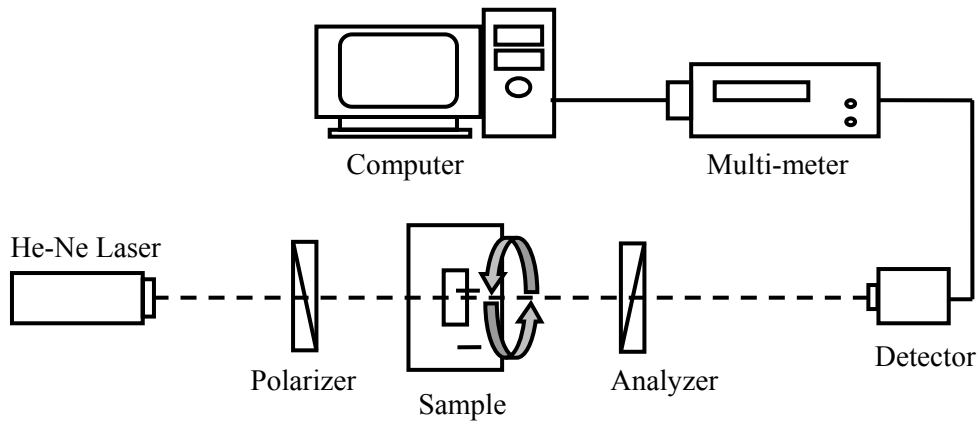 Computer
Multi-meter
He-Ne Laser
Polarizer
Sample
Analyzer
Detector